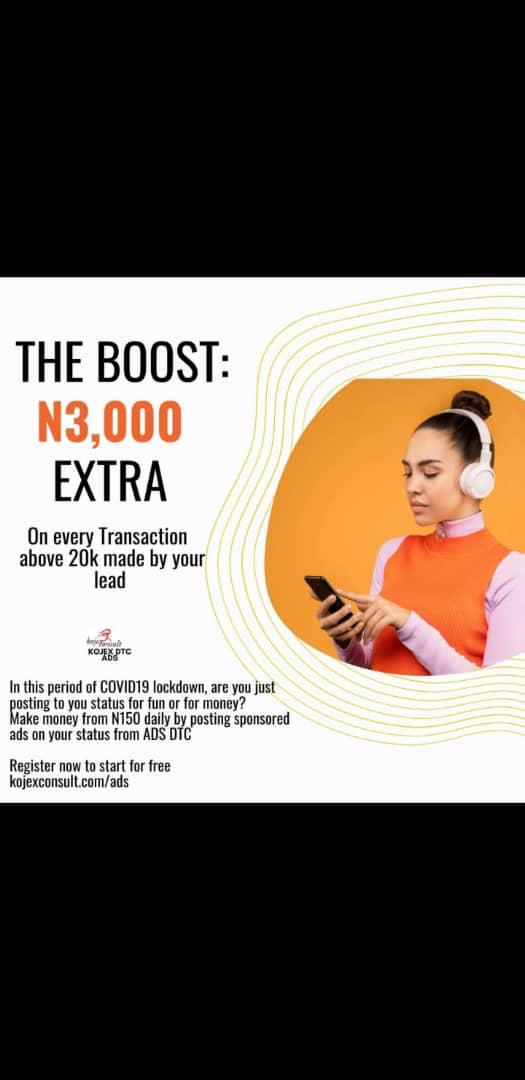 THE BOOST:
N3,000
EXTRA
On every Transaction
above 20k made by your
lead
kojexconsult
KOJEX DTC
ADS
In this period of COVID19 lockdown, are you just
posting to you status for fun or for money?
Make money from N150 daily by posting sponsored
ads on your status from ADS DTC
Register now to start for free
kojexconsult.com/ads